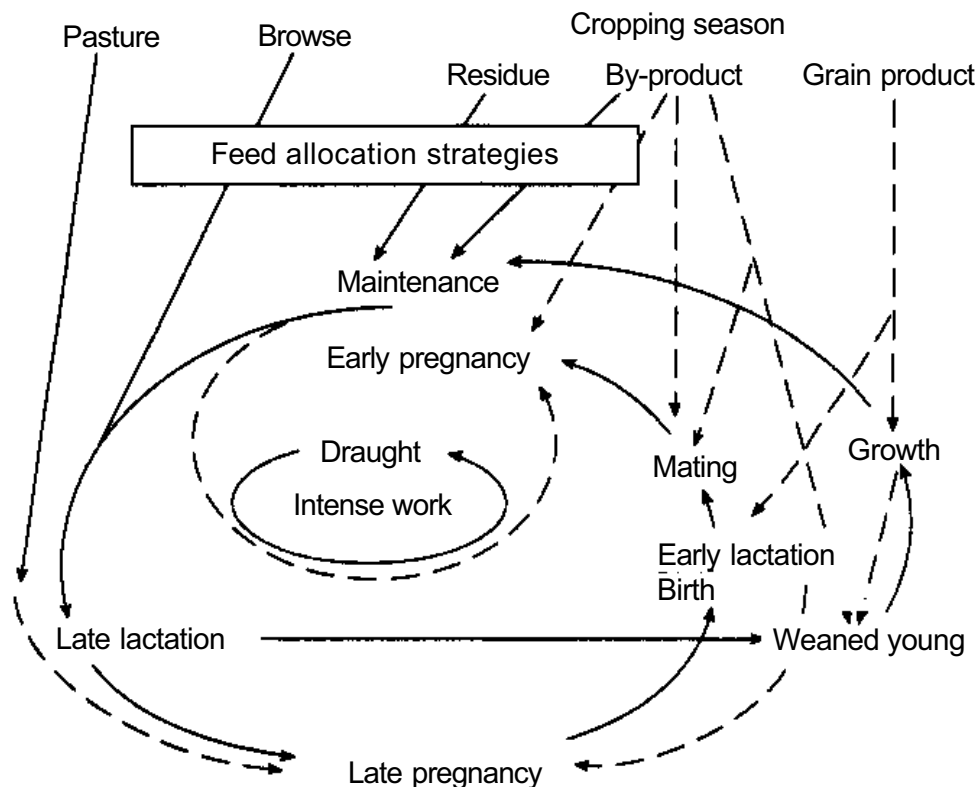 Cropping season
Pasture
Browse
Residue
By-product
Grain product
Feed allocation strategies
Maintenance
Early pregnancy
Draught
Intense work
Mating
Growth
Early lactation
Birth
Late lactation
Weaned young
Late pregnancy